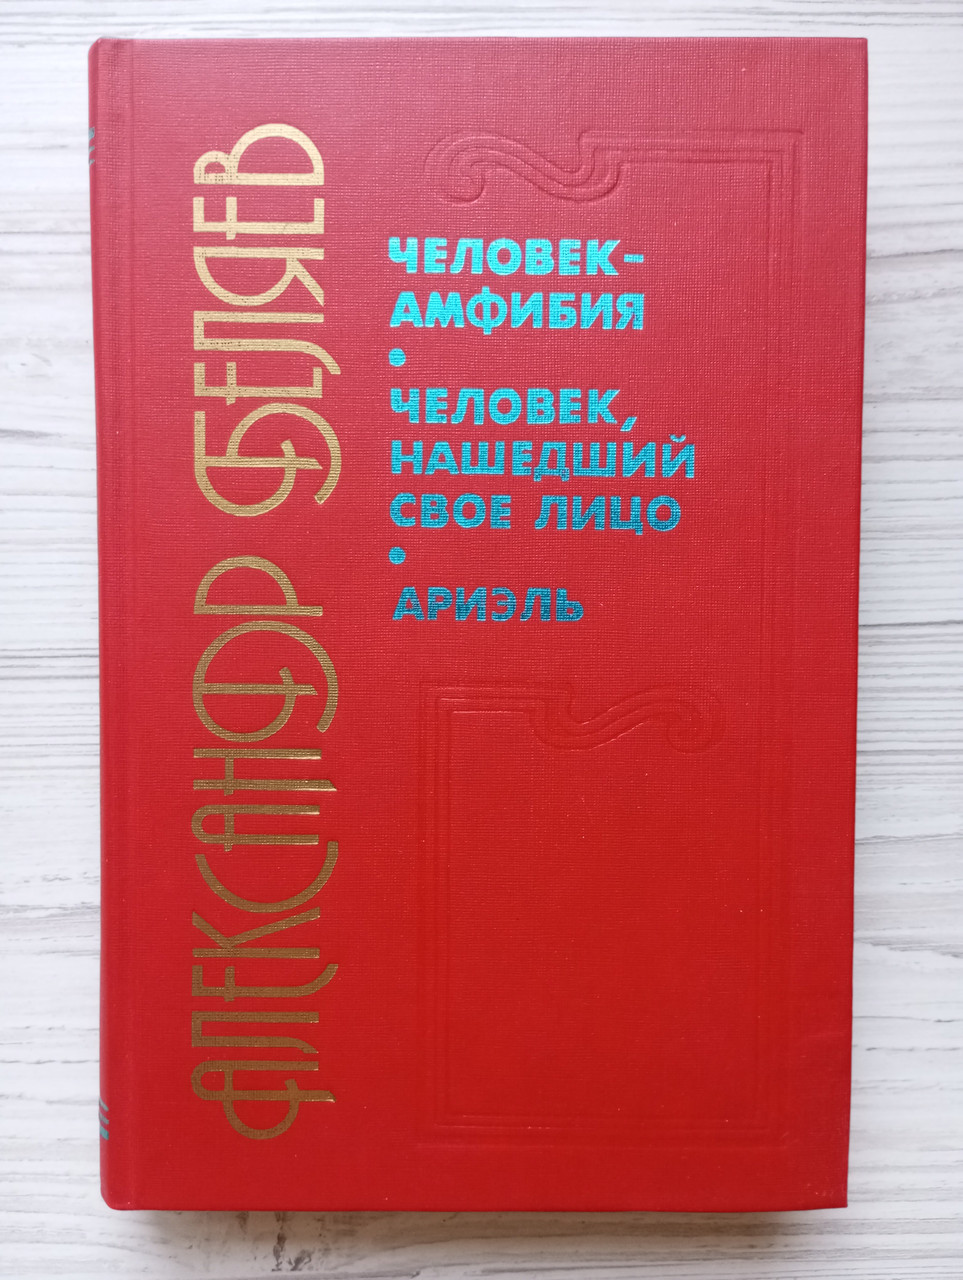 АЛЕКСАНДР БЕЛЯЕВ
ЧЕЛОВЕК-
АМФИБИЯ
•
ЧЕЛОВЕК,
НАШЕДШИЙ
СВОЕ ЛИЦО
•
АРИЭЛЬ